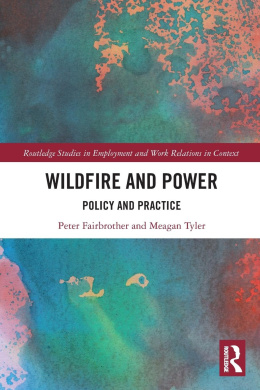 Routledge Studies in Employment and Work Relations in Context
WILDFIRE AND POWER
POLICY AND PRACTICE
Peter Fairbrother and Meagan Tyler
R
ROUTLEDGE